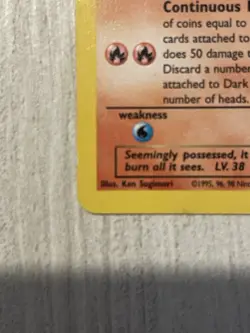 Continuous
of coins equal to
cards attached to
does 50 damage t
Discard a number
attached to Dark
number of heads.
weakness
Seemingly possessed, it
burn all it sees. LV. 38
Illus. Ken Sugimori ©1995, 96, 98 Nin